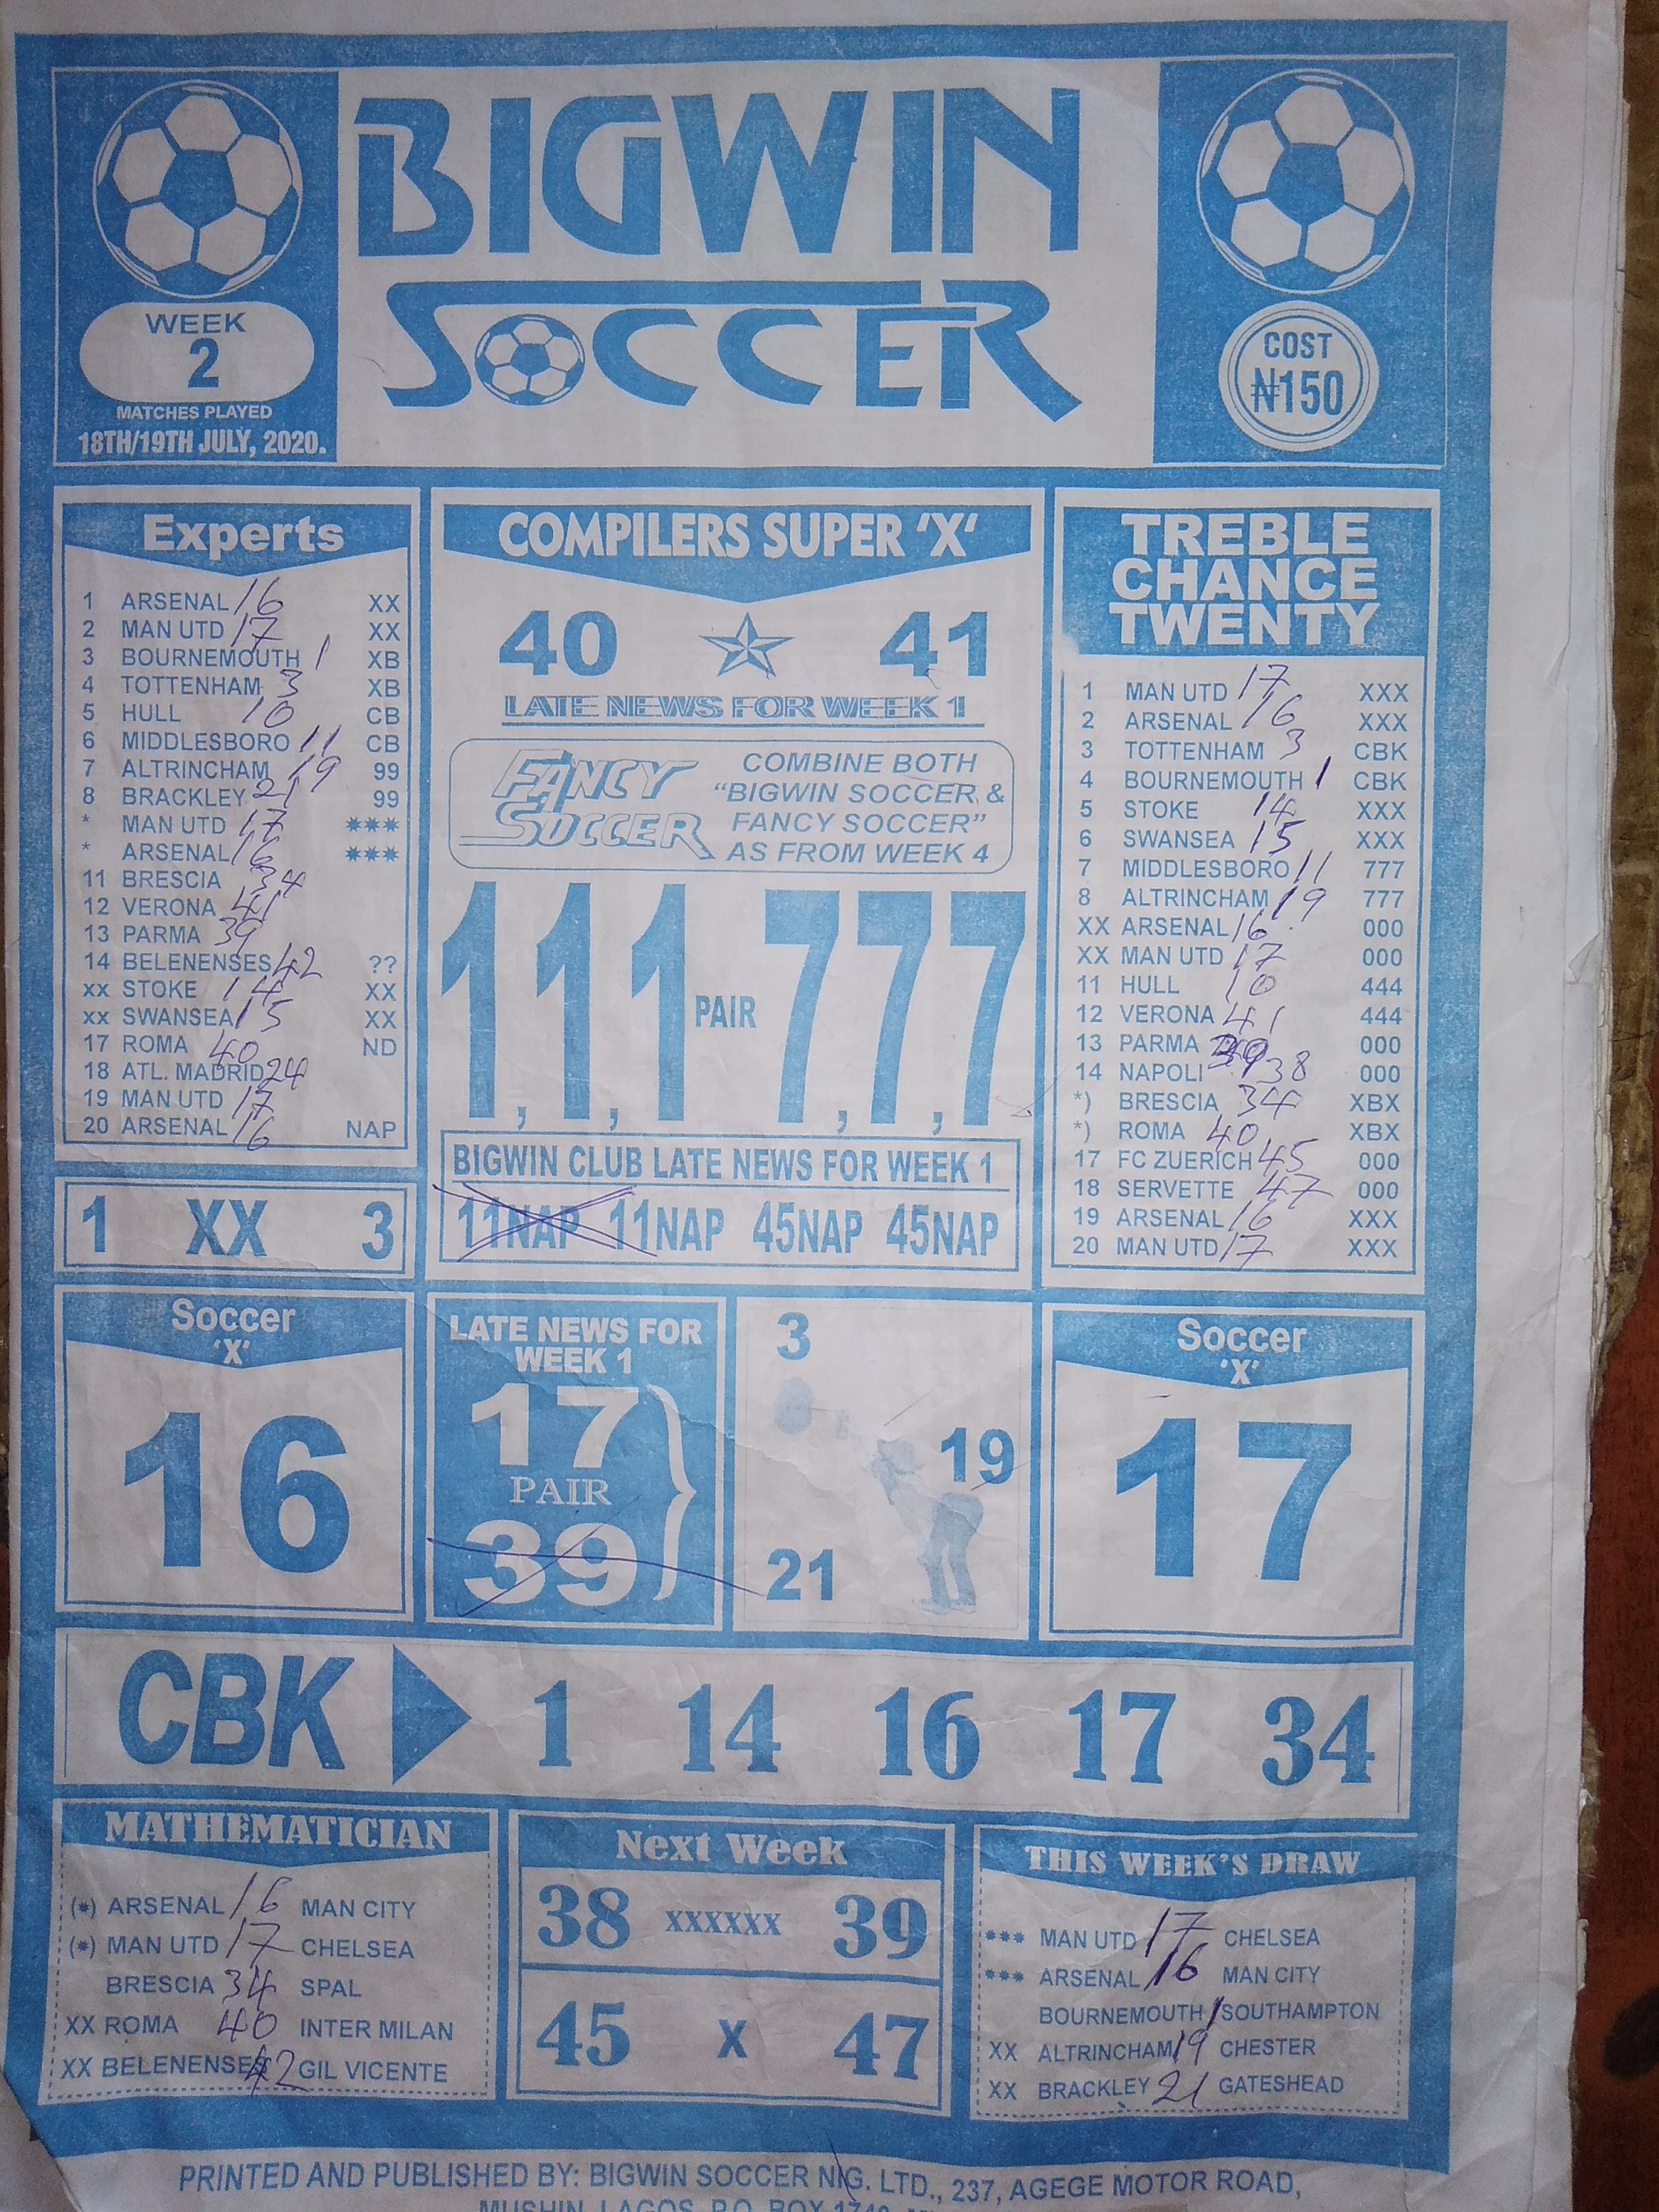 BIGWIN
SOCCER
WEEK
2
MATCHES PLAYED
18TH/19TH JULY, 2020.
COST
₦150
Experts
1 ARSENAL 16 XX
2 MAN UTD 17 XX
3 BOURNEMOUTH 1 XB
4 TOTTENHAM 3 XB
5 HULL 10 CB
6 MIDDLESBORO 11 CB
7 ALTRINCHAM 19 99
8 BRACKLEY 21 99
* MAN UTD 17 ***
* ARSENAL 16 ***
11 BRESCIA 34
12 VERONA 41
13 PARMA 39
14 BELENENSES 42 ??
xx STOKE 14 XX
xx SWANSEA 15 XX
17 ROMA 40 ND
18 ATL. MADRID 24
19 MAN UTD 17
20 ARSENAL 16 NAP
1 XX 3
COMPILERS SUPER 'X'
40 41
LATE NEWS FOR WEEK 1
FANCY
SOCCER
COMBINE BOTH
"BIGWIN SOCCER &
FANCY SOCCER"
AS FROM WEEK 4
1,1,1 PAIR 7,7,7
BIGWIN CLUB LATE NEWS FOR WEEK 1
11NAP 11NAP 45NAP 45NAP
TREBLE
CHANCE
TWENTY
1 MAN UTD 17 XXX
2 ARSENAL 16 XXX
3 TOTTENHAM 3 CBK
4 BOURNEMOUTH 1 CBK
5 STOKE 14 XXX
6 SWANSEA 15 XXX
7 MIDDLESBORO 11 777
8 ALTRINCHAM 19 777
XX ARSENAL 16 000
XX MAN UTD 17 000
11 HULL 10 444
12 VERONA 41 444
13 PARMA 39 000
14 NAPOLI 38 000
*) BRESCIA 34 XBX
*) ROMA 40 XBX
17 FC ZUERICH 45 000
18 SERVETTE 47 000
19 ARSENAL 16 XXX
20 MAN UTD 17 XXX
Soccer
'X'
16
LATE NEWS FOR
WEEK 1
17
PAIR
39
3
19
21
Soccer
'X'
17
CBK 1 14 16 17 34
MATHEMATICIAN
(*) ARSENAL 16 MAN CITY
(*) MAN UTD 17 CHELSEA
BRESCIA 34 SPAL
XX ROMA 40 INTER MILAN
XX BELENENSES 42 GIL VICENTE
Next Week
38 XXXXXX 39
45 X 47
THIS WEEK'S DRAW
*** MAN UTD 17 CHELSEA
*** ARSENAL 16 MAN CITY
BOURNEMOUTH 1 SOUTHAMPTON
XX ALTRINCHAM 19 CHESTER
XX BRACKLEY 21 GATESHEAD
PRINTED AND PUBLISHED BY: BIGWIN SOCCER NIG. LTD., 237, AGEGE MOTOR ROAD,
MUSHIN, LAGOS. P.O. BOX